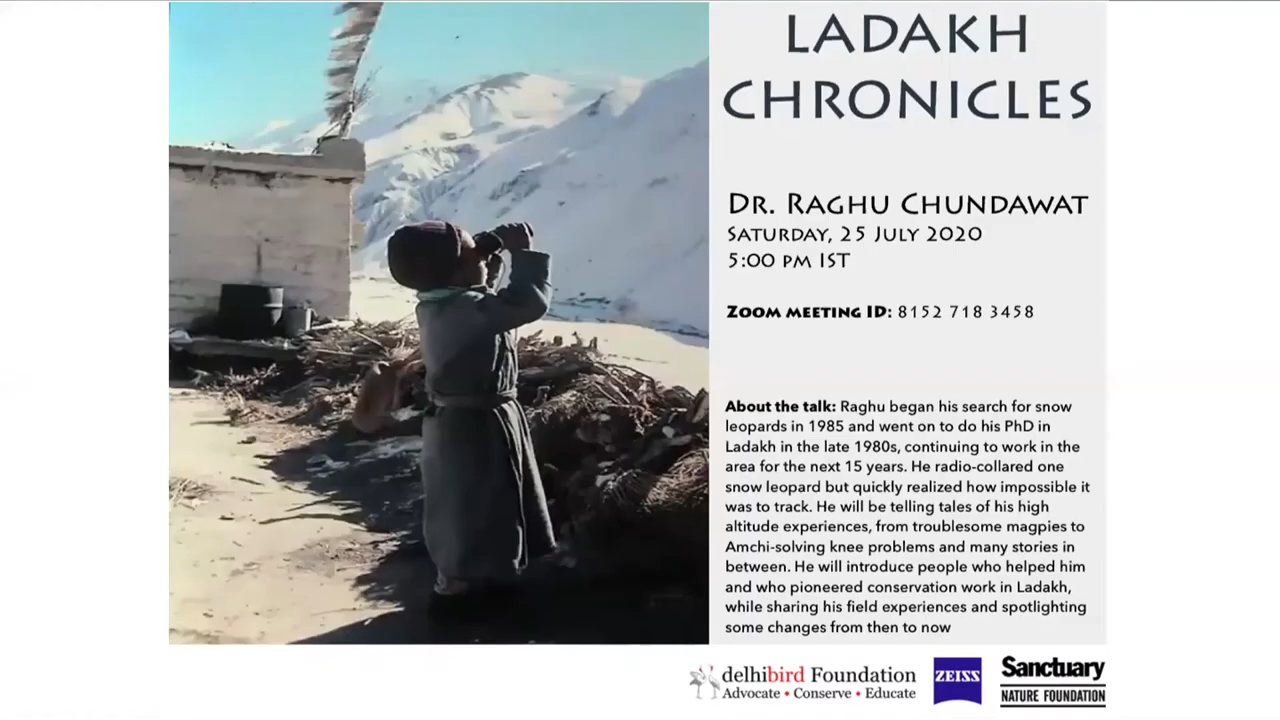 LADAKH
CHRONICLES
DR. RAGHU CHUNDAWAT
SATURDAY, 25 JULY 2020
5:00 PM IST
ZOOM MEETING ID: 8152 718 3458
About the talk: Raghu began his search for snow
leopards in 1985 and went on to do his PhD in
Ladakh in the late 1980s, continuing to work in the
area for the next 15 years. He radio-collared one
snow leopard but quickly realized how impossible it
was to track. He will be telling tales of his high
altitude experiences, from troublesome magpies to
Amchi-solving knee problems and many stories in
between. He will introduce people who helped him
and who pioneered conservation work in Ladakh,
while sharing his field experiences and spotlighting
some changes from then to now
delhibird Foundation
Advocate • Conserve • Educate
ZEISS
Sanctuary
NATURE FOUNDATION